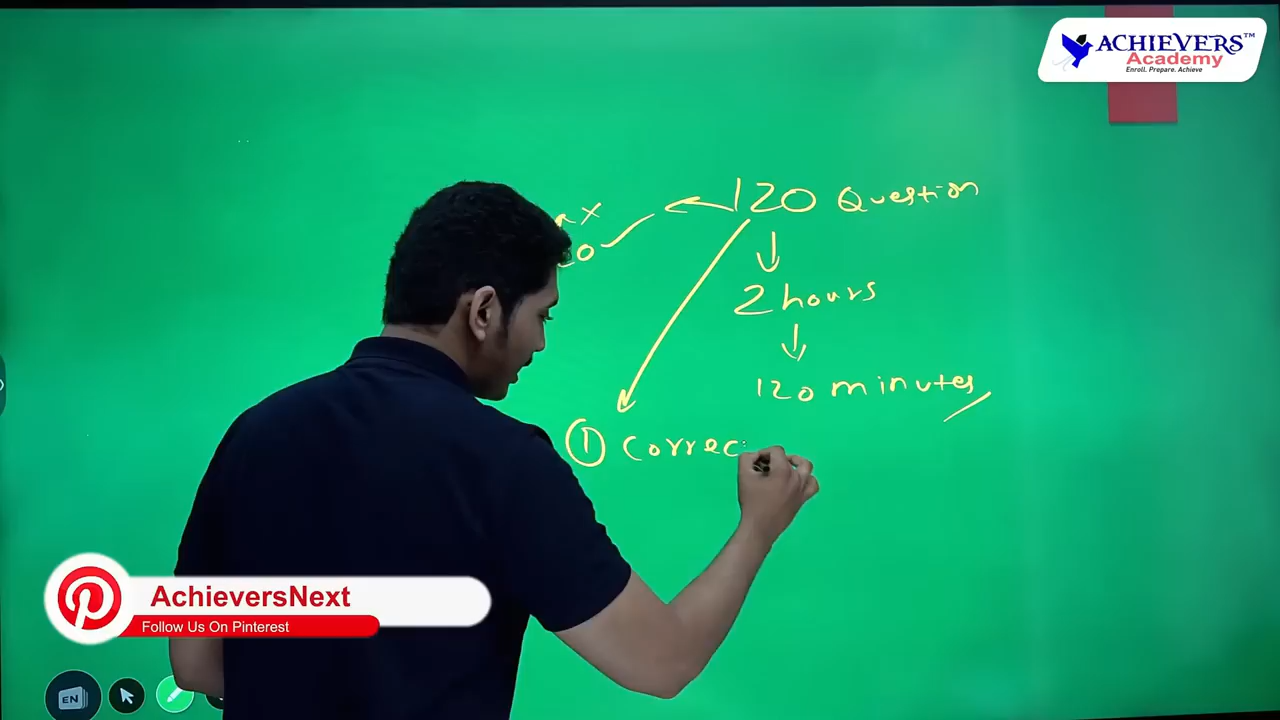 ACHIEVERS™
Academy
Enroll. Prepare. Achieve
120 Question
2 hours
120 minutes
① Correc
AchieversNext
Follow Us On Pinterest
EN